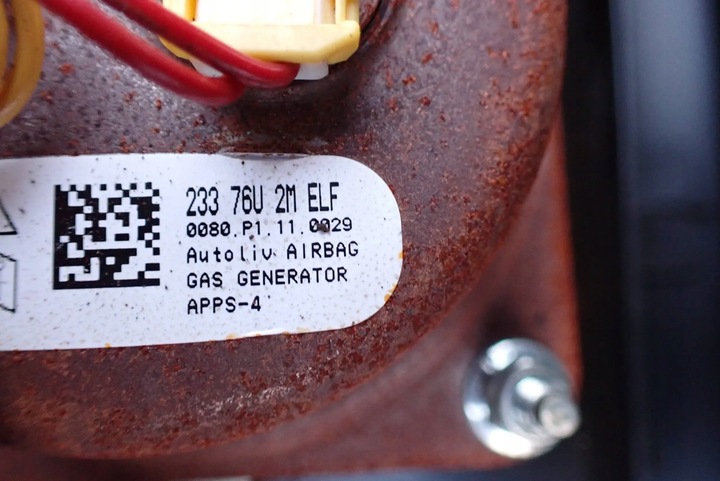 233 76U 2M ELF
0080.P1.11.0029
Autoliv AIRBAG
GAS GENERATOR
APPS-4